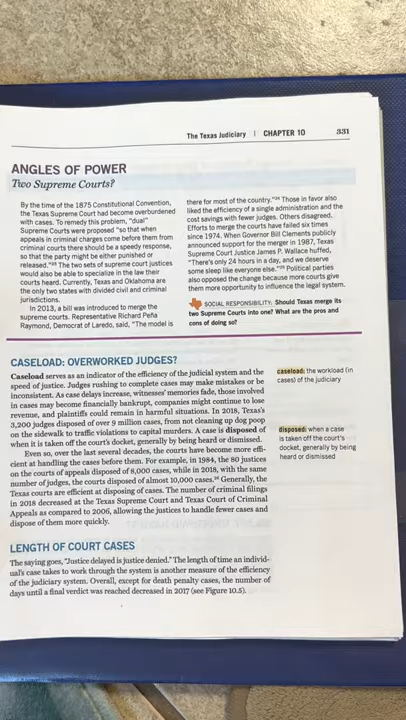 The Texas Judiciary | CHAPTER 10 331
ANGLES OF POWER
Two Supreme Courts?
By the time of the 1875 Constitutional Convention,
the Texas Supreme Court had become overburdened
with cases. To remedy this problem, "dual"
Supreme Courts were proposed "so that when
appeals in criminal charges come before them from
criminal courts there should be a speedy response,
so that the party might be either punished or
released."²³ The two sets of supreme court justices
would also be able to specialize in the law their
courts heard. Currently, Texas and Oklahoma are
the only two states with divided civil and criminal
jurisdictions.
In 2013, a bill was introduced to merge the
supreme courts. Representative Richard Peña
Raymond, Democrat of Laredo, said, "The model is
there for most of the country."²⁴ Those in favor also
liked the efficiency of a single administration and the
cost savings with fewer judges. Others disagreed.
Efforts to merge the courts have failed six times
since 1974. When Governor Bill Clements publicly
announced support for the merger in 1987, Texas
Supreme Court Justice James P. Wallace huffed,
"There's only 24 hours in a day, and we deserve
some sleep like everyone else."²⁵ Political parties
also opposed the change because more courts give
them more opportunity to influence the legal system.
SOCIAL RESPONSIBILITY: Should Texas merge its
two Supreme Courts into one? What are the pros and
cons of doing so?
CASELOAD: OVERWORKED JUDGES?
Caseload serves as an indicator of the efficiency of the judicial system and the
speed of justice. Judges rushing to complete cases may make mistakes or be
inconsistent. As case delays increase, witnesses' memories fade, those involved
in cases may become financially bankrupt, companies might continue to lose
revenue, and plaintiffs could remain in harmful situations. In 2018, Texas's
3,200 judges disposed of over 9 million cases, from not cleaning up dog poop
on the sidewalk to traffic violations to capital murders. A case is disposed of
when it is taken off the court's docket, generally by being heard or dismissed.
Even so, over the last several decades, the courts have become more effi-
cient at handling the cases before them. For example, in 1984, the 80 justices
on the courts of appeals disposed of 8,000 cases, while in 2018, with the same
number of judges, the courts disposed of almost 10,000 cases.²⁶ Generally, the
Texas courts are efficient at disposing of cases. The number of criminal filings
in 2018 decreased at the Texas Supreme Court and Texas Court of Criminal
Appeals as compared to 2006, allowing the justices to handle fewer cases and
dispose of them more quickly.
caseload: the workload (in
cases) of the judiciary
disposed: when a case
is taken off the court's
docket, generally by being
heard or dismissed
LENGTH OF COURT CASES
The saying goes, "Justice delayed is justice denied." The length of time an individ-
ual's case takes to work through the system is another measure of the efficiency
of the judiciary system. Overall, except for death penalty cases, the number of
days until a final verdict was reached decreased in 2017 (see Figure 10.5).